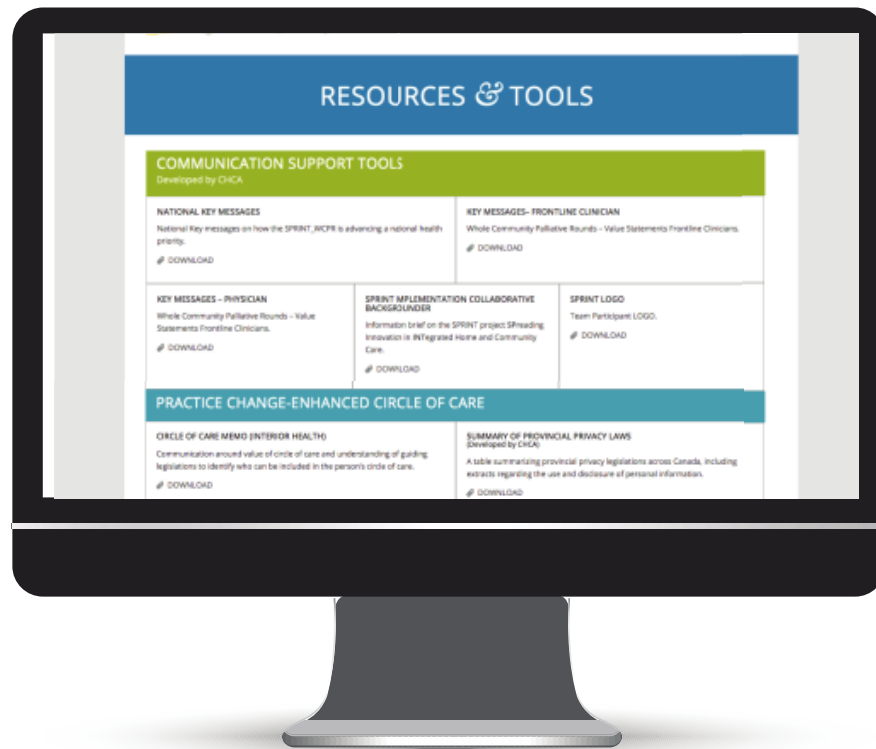 RESOURCES & TOOLS
COMMUNICATION SUPPORT TOOLS
Developed by CHCA
NATIONAL KEY MESSAGES
National Key messages on how the SPRINT_WCPR is advancing a national health
priority.
DOWNLOAD
KEY MESSAGES– FRONTLINE CLINICIAN
Whole Community Palliative Rounds – Value Statements Frontline Clinicians.
DOWNLOAD
KEY MESSAGES – PHYSICIAN
Whole Community Palliative Rounds – Value
Statements Frontline Clinicians.
DOWNLOAD
SPRINT MPLEMENTATION COLLABORATIVE
BACKGROUNDER
Informaton brief on the SPRINT project SPreading
Innovation in INTegrated Home and Community
Care.
DOWNLOAD
SPRINT LOGO
Team Participant LOGO.
DOWNLOAD
PRACTICE CHANGE-ENHANCED CIRCLE OF CARE
CIRCLE OF CARE MEMO (INTERIOR HEALTH)
Communication around value of circle of care and understanding of guiding
legislations to identify who can be included in the person's circle of care.
DOWNLOAD
SUMMARY OF PROVINCIAL PRIVACY LAWS
(Developed by CHCA)
A table summarizing provincial privacy legislations across Canada, including
extracts regarding the use and disclosure of personal information.
DOWNLOAD